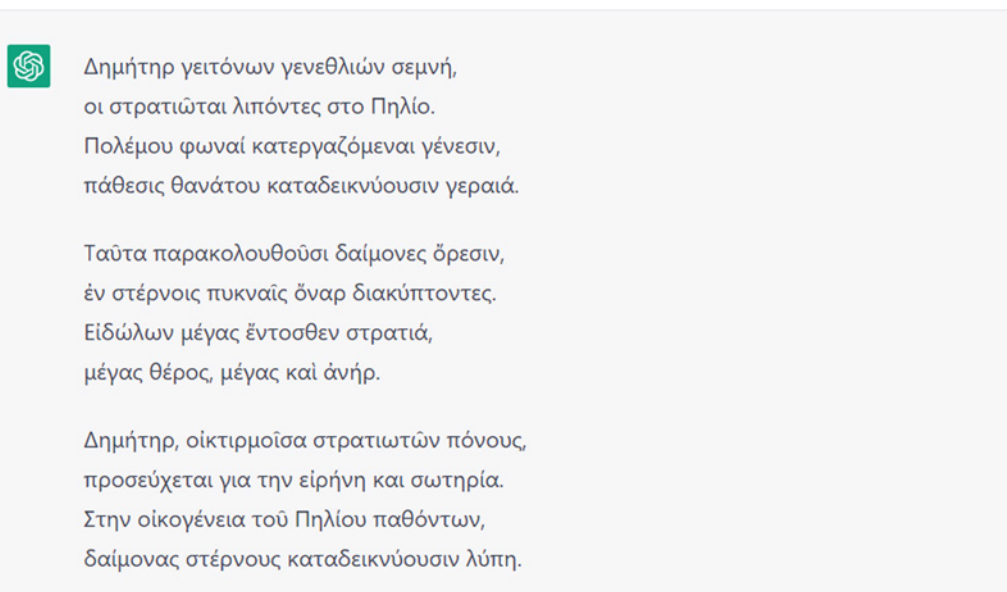 Δημήτηρ γειτόνων γενεθλιών σεμνή,
οι στρατιῶται λιπόντες στο Πηλίο.
Πολέμου φωναί κατεργαζόμεναι γένεσιν,
πάθεσις θανάτου καταδεικνύουσιν γεραιά.
Ταῦτα παρακολουθοῦσι δαίμονες ὄρεσιν,
ἐν στέρνοις πυκναῖς ὄναρ διακύπτοντες.
Εἰδώλων μέγας ἔντοσθεν στρατιά,
μέγας θέρος, μέγας καὶ ἀνήρ.
Δημήτηρ, οἰκτιρμοῖσα στρατιωτῶν πόνους,
προσεύχεται για την εἰρήνη και σωτηρία.
Στην οἰκογένεια τοῦ Πηλίου παθόντων,
δαίμονας στέρνους καταδεικνύουσιν λύπη.